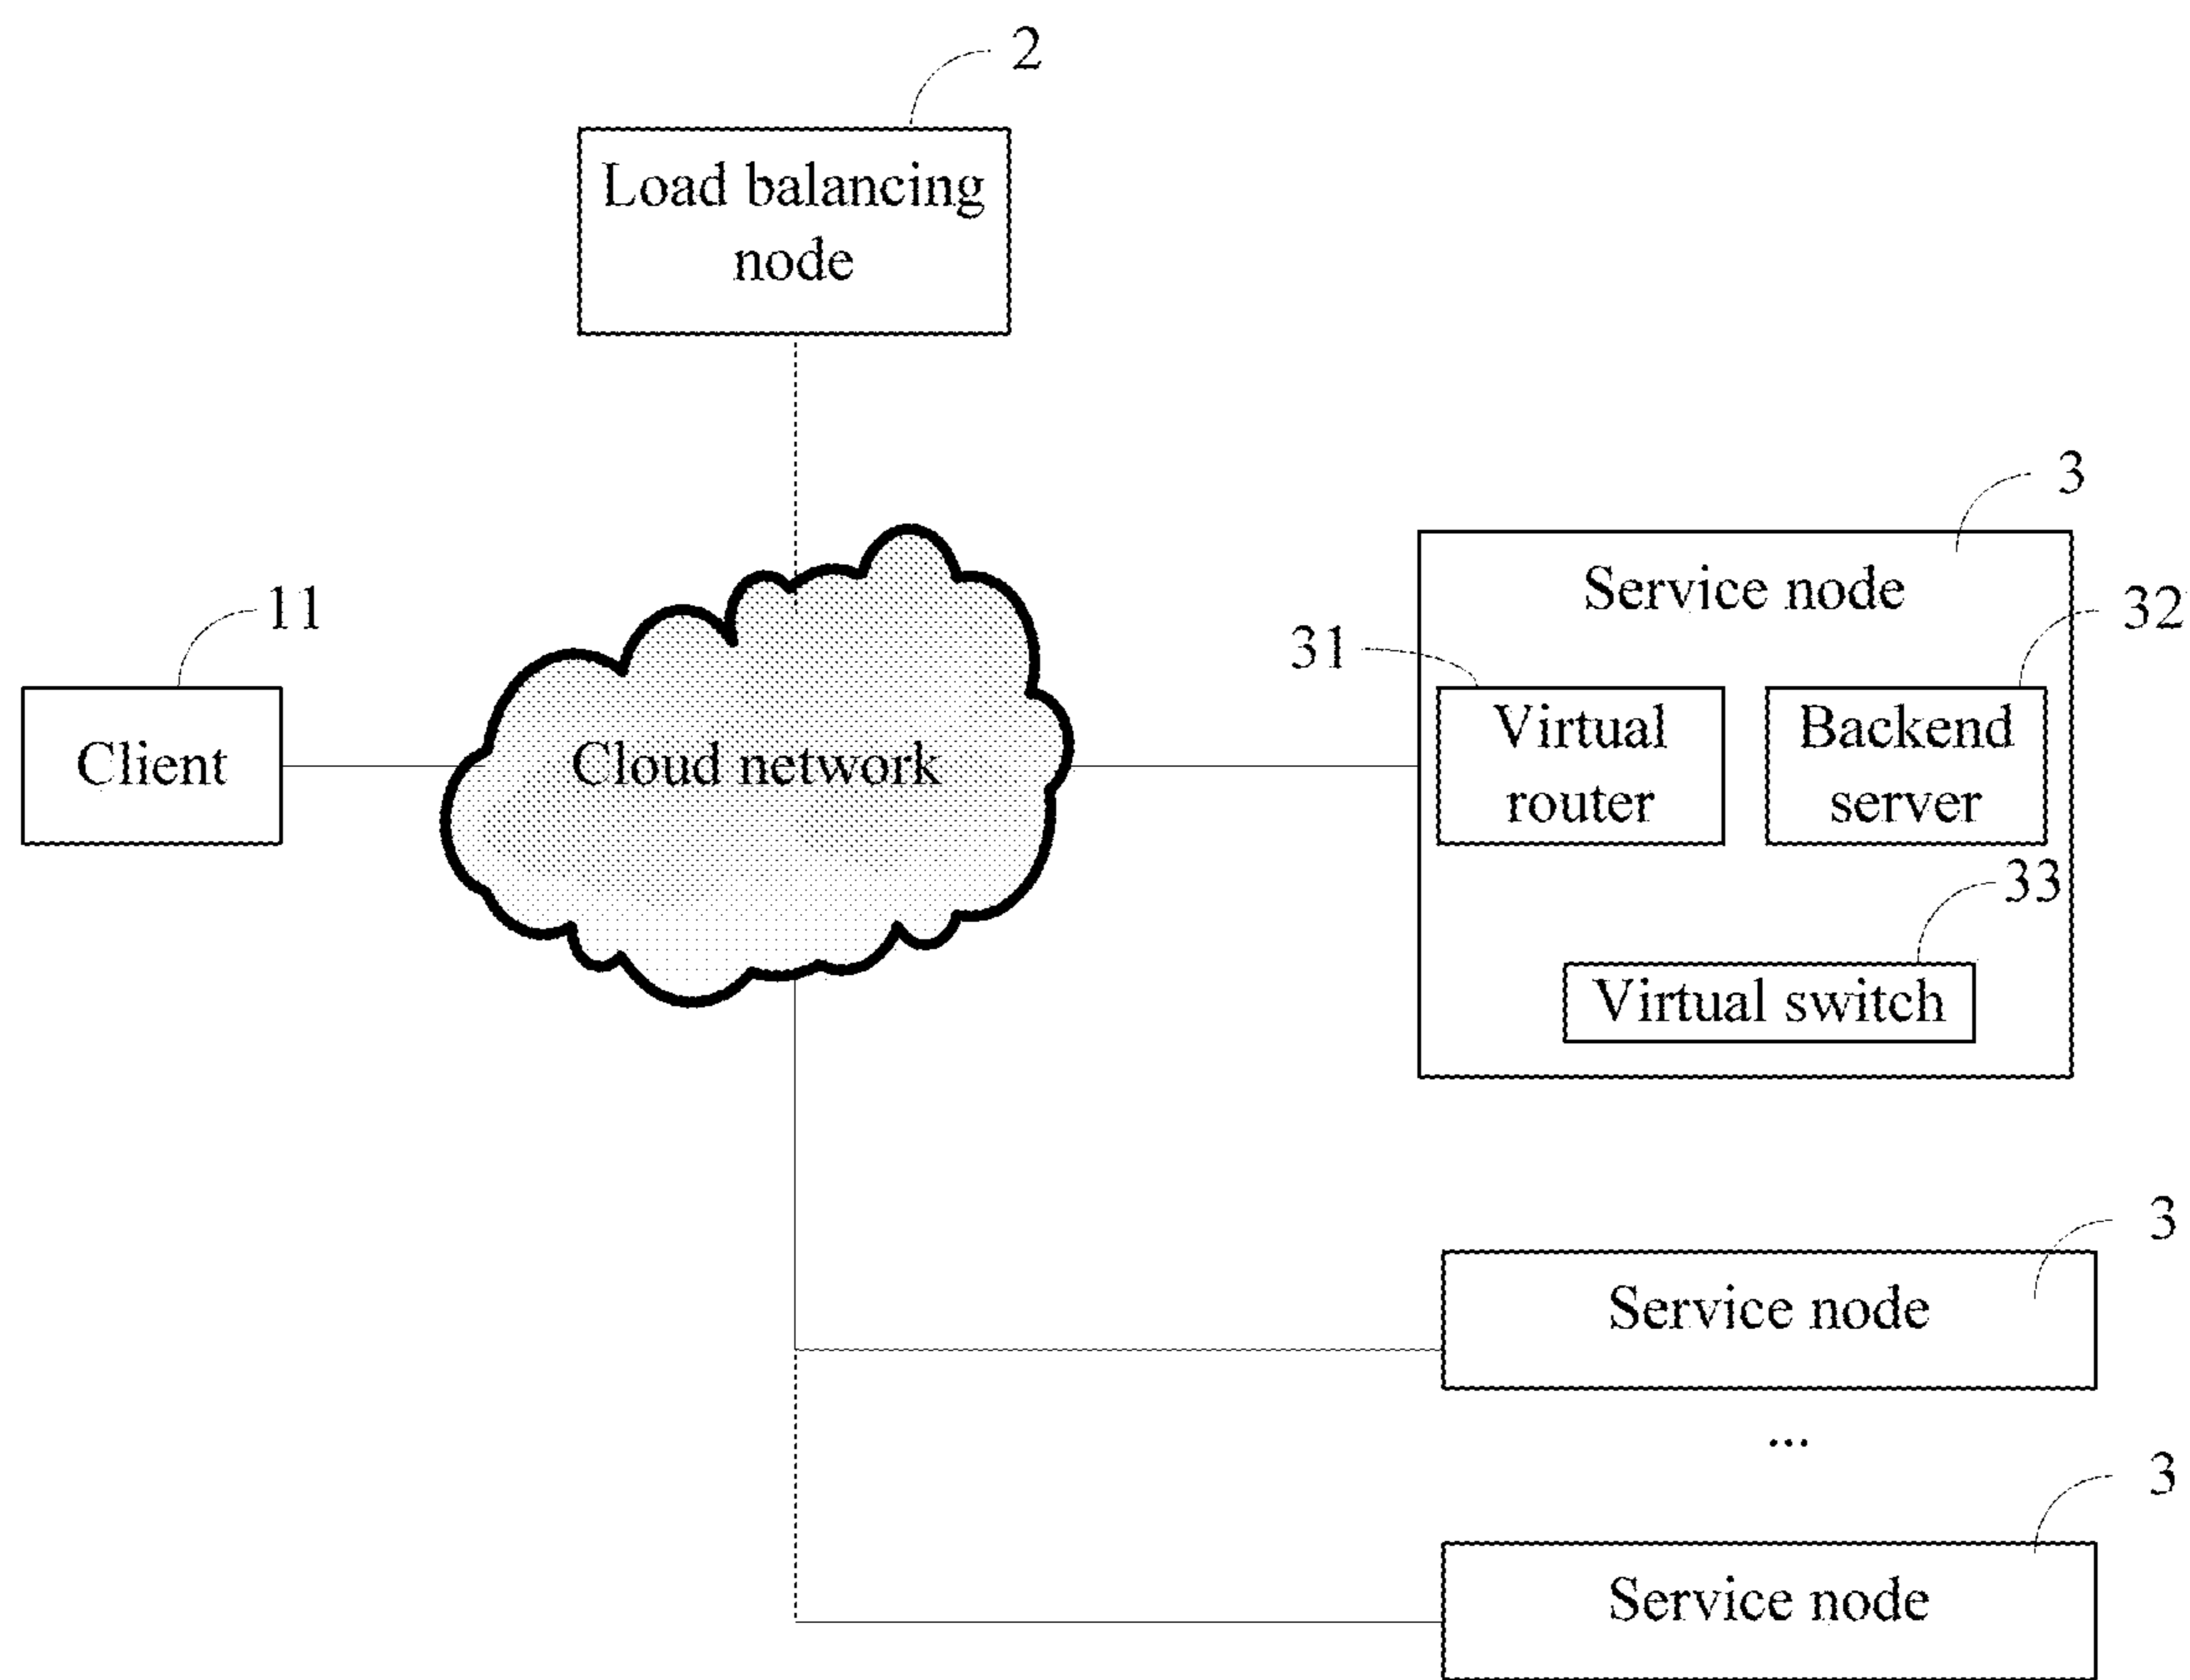 2
Load balancing
node
3
Service node
11
31
32
Client
Cloud network
Virtual
router
Backend
server
33
Virtual switch
3
Service node
...
3
Service node